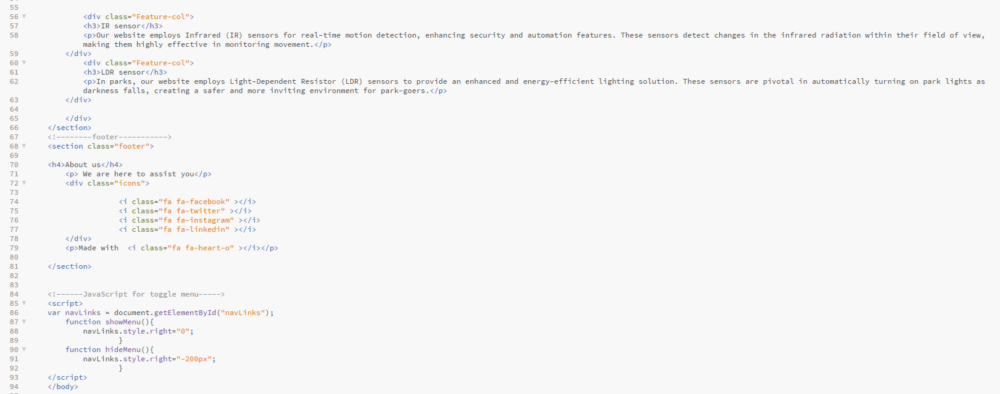 55
56 <div class="Feature-col">
57 <h3>IR sensor</h3>
58 <p>Our website employs Infrared (IR) sensors for real-time motion detection, enhancing security and automation features. These sensors detect changes in the infrared radiation within their field of view,
making them highly effective in monitoring movement.</p>
59 </div>
60 <div class="Feature-col">
61 <h3>LDR sensor</h3>
62 <p>In parks, our website employs Light-Dependent Resistor (LDR) sensors to provide an enhanced and energy-efficient lighting solution. These sensors are pivotal in automatically turning on park lights as
darkness falls, creating a safer and more inviting environment for park-goers.</p>
63 </div>
64
65 </div>
66 </section>
67 <!--------footer----------->
68 <section class="footer">
69
70 <h4>About us</h4>
71 <p> We are here to assist you</p>
72 <div class="icons">
73
74 <i class="fa fa-facebook" ></i>
75 <i class="fa fa-twitter" ></i>
76 <i class="fa fa-instagram" ></i>
77 <i class="fa fa-linkedin" ></i>
78 </div>
79 <p>Made with  <i class="fa fa-heart-o" ></i></p>
80
81 </section>
82
83
84 <!------JavaScript for toggle menu----->
85 <script>
86 var navLinks = document.getElementById("navLinks");
87 function showMenu(){
88 navLinks.style.right="0";
89 }
90 function hideMenu(){
91 navLinks.style.right="-200px";
92 }
93 </script>
94 </body>